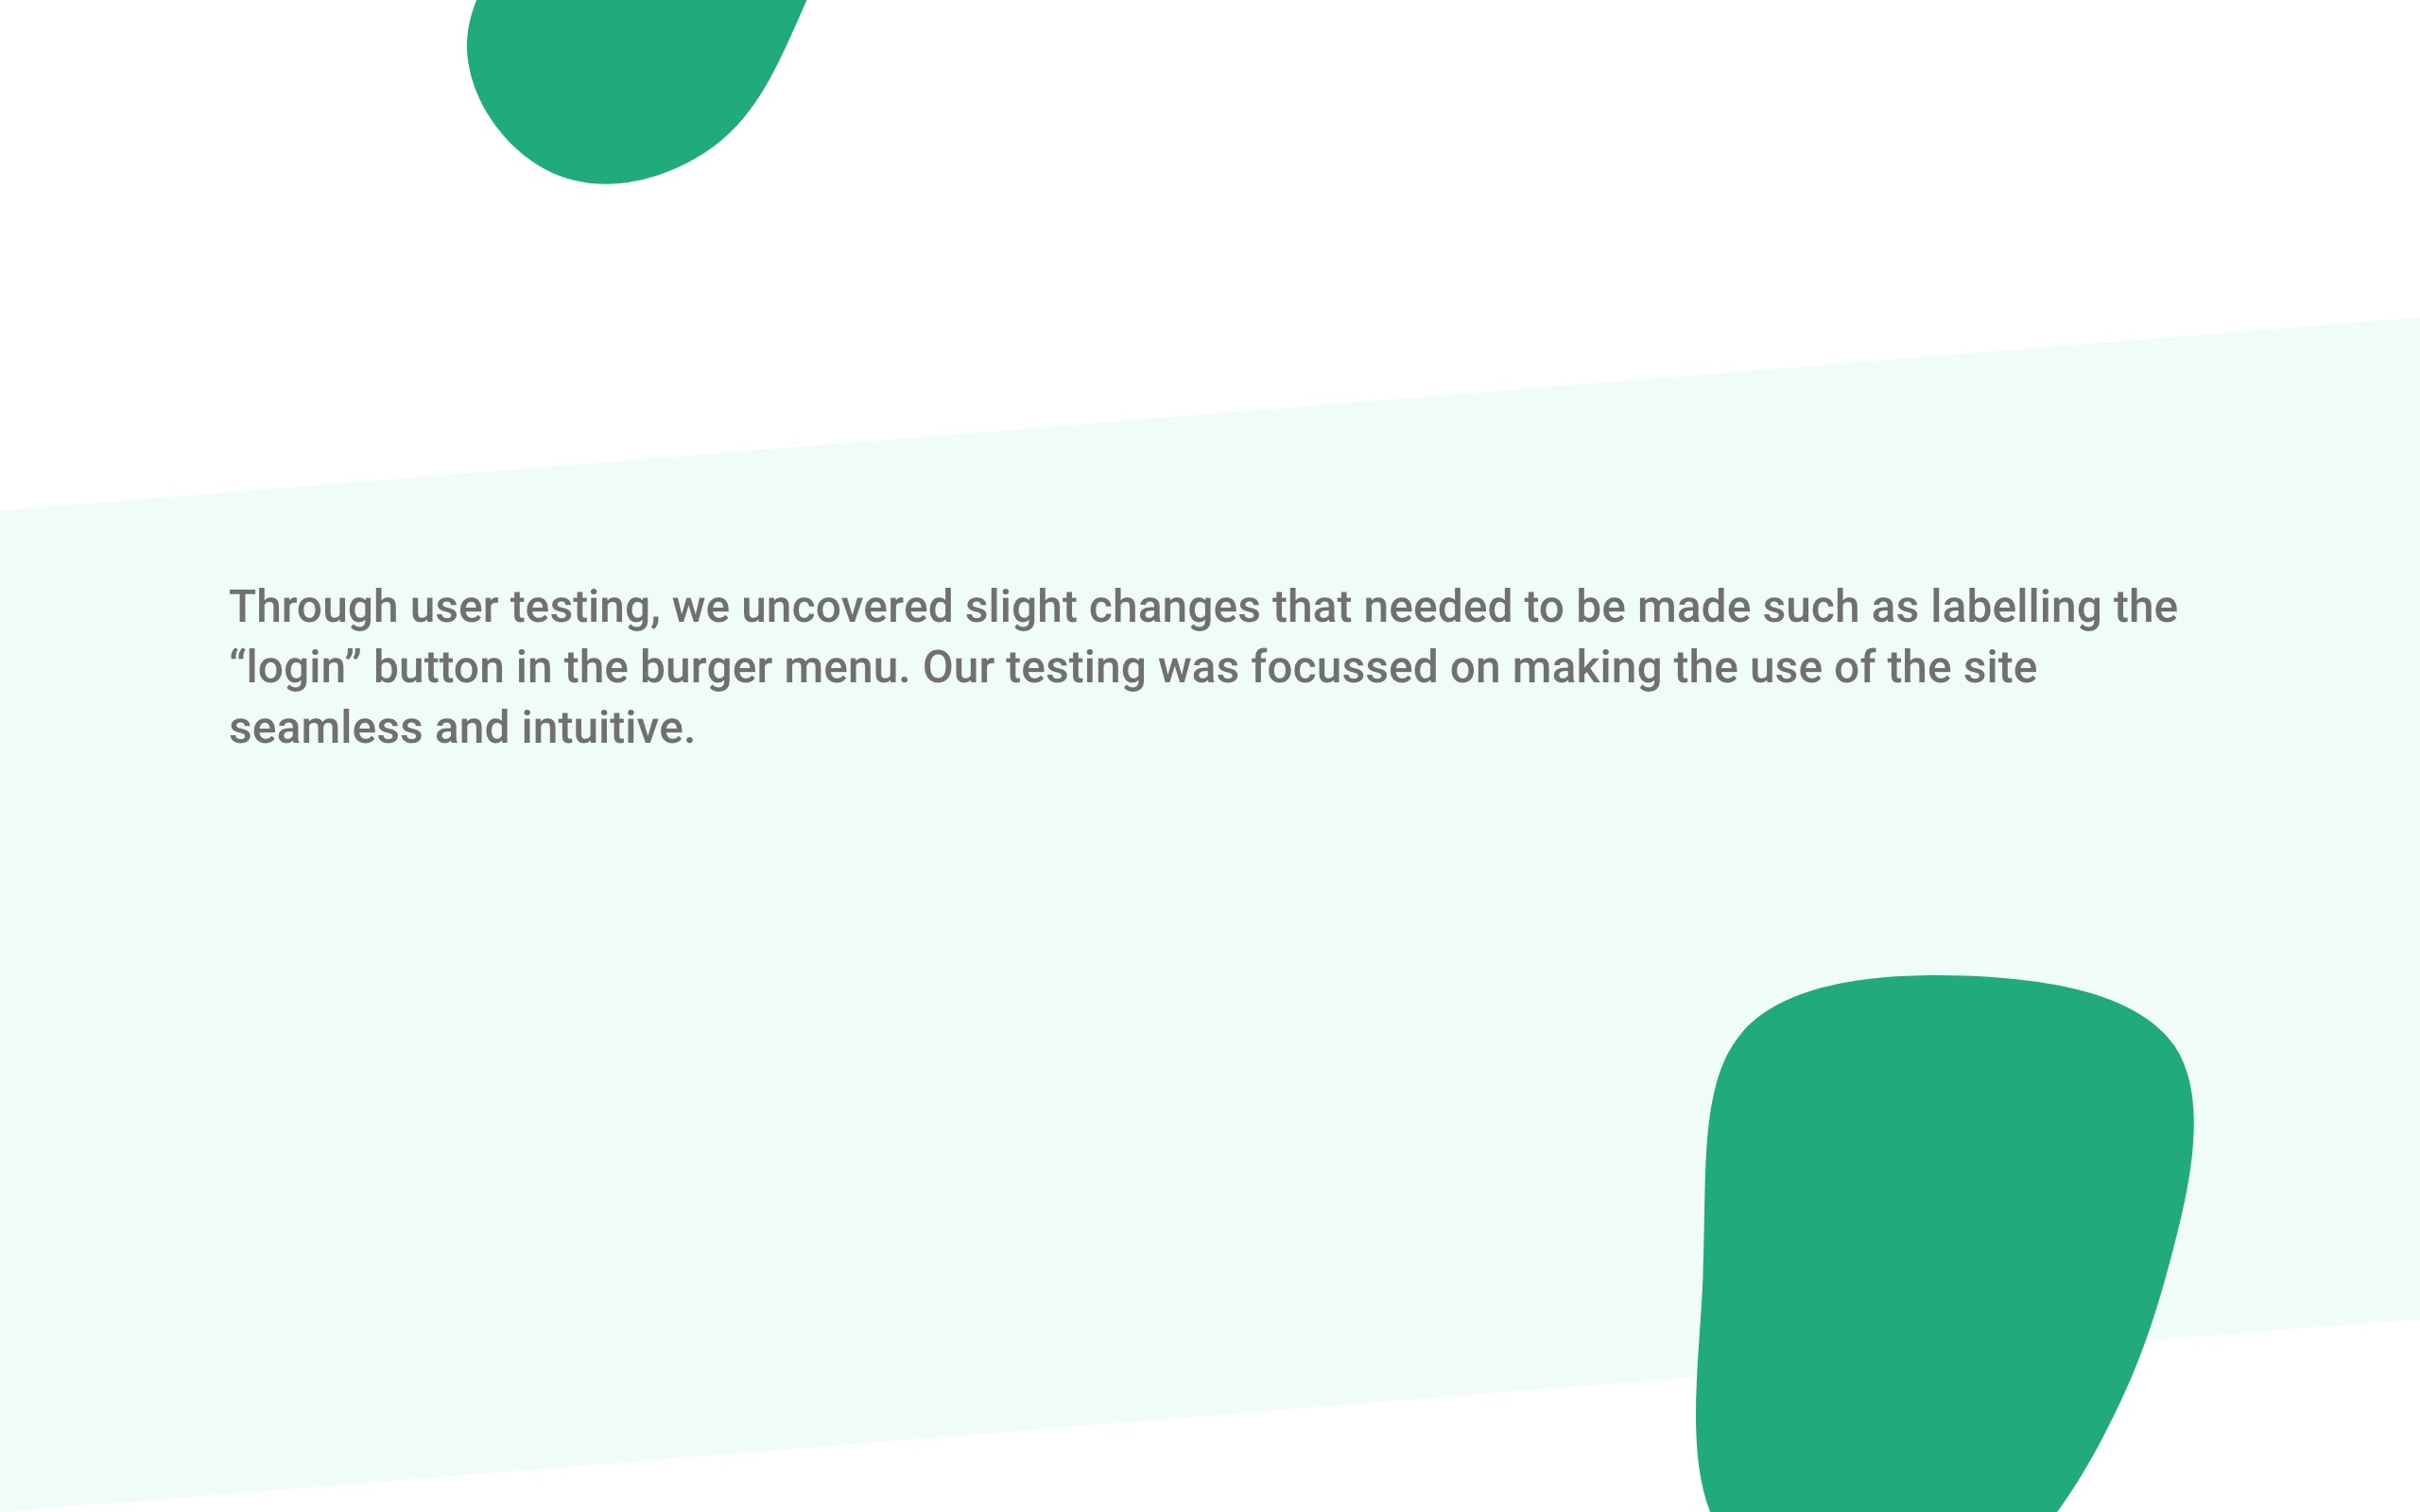 Through user testing, we uncovered slight changes that needed to be made such as labelling the
“login” button in the burger menu. Our testing was focussed on making the use of the site
seamless and intuitive.